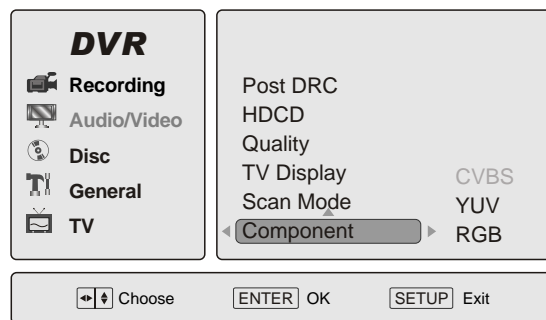 DVR
Recording
Audio/Video
Disc
General
TV
Post DRC
HDCD
Quality
TV Display
Scan Mode
Component
CVBS
YUV
RGB
Choose
ENTER OK
SETUP Exit